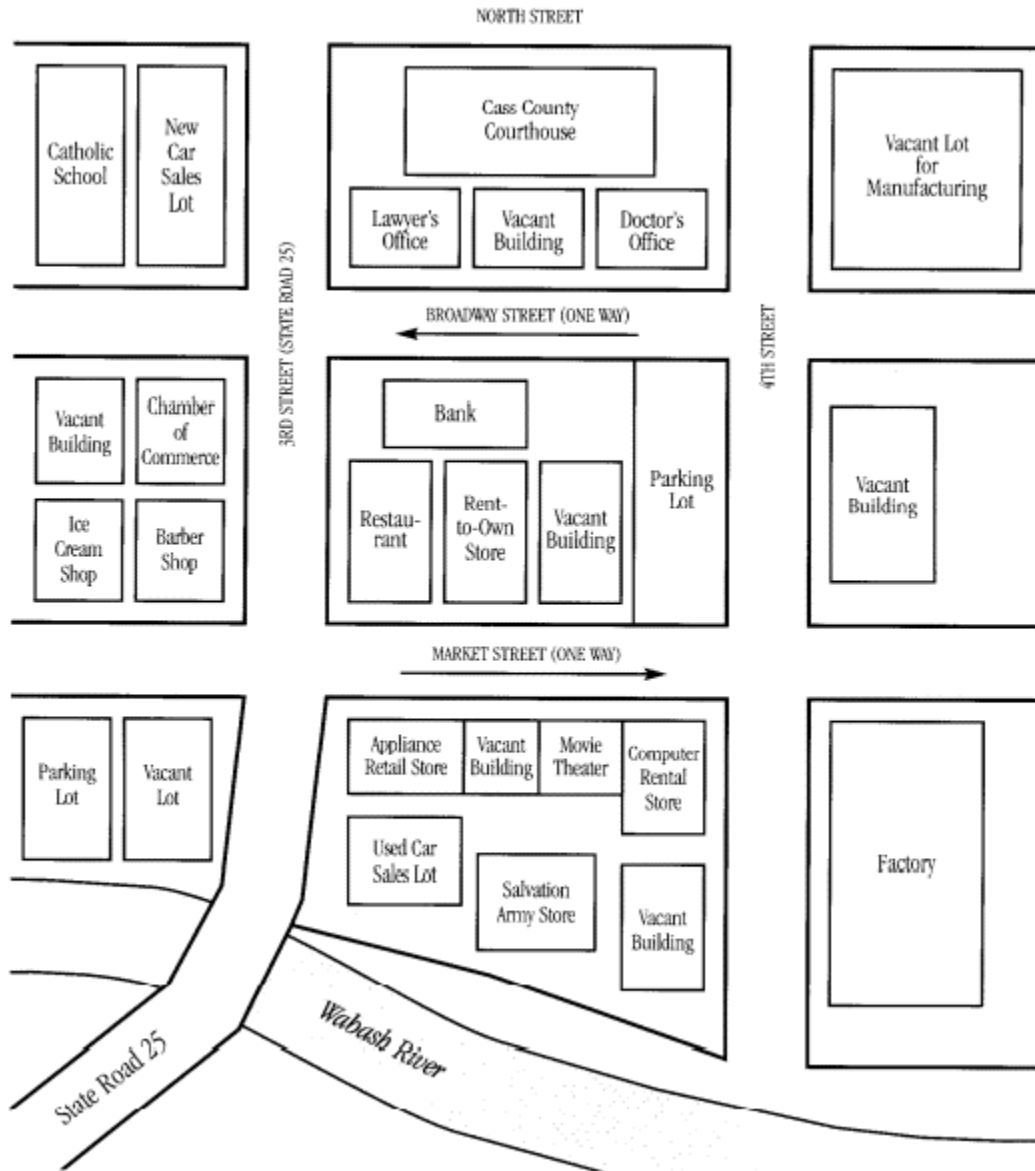 NORTH STREET
Catholic
School
New
Car
Sales
Lot
Cass County
Courthouse
Lawyer's
Office
Vacant
Building
Doctor's
Office
Vacant Lot
for
Manufacturing
3RD STREET (STATE ROAD 25)
BROADWAY STREET (ONE WAY)
4TH STREET
Vacant
Building
Chamber
of
Commerce
Ice
Cream
Shop
Barber
Shop
Bank
Restau-
rant
Rent-
to-Own
Store
Vacant
Building
Parking
Lot
Vacant
Building
MARKET STREET (ONE WAY)
Parking
Lot
Vacant
Lot
Appliance
Retail Store
Vacant
Building
Movie
Theater
Computer
Rental
Store
Used Car
Sales Lot
Salvation
Army Store
Vacant
Building
Factory
Wabash River
State Road 25